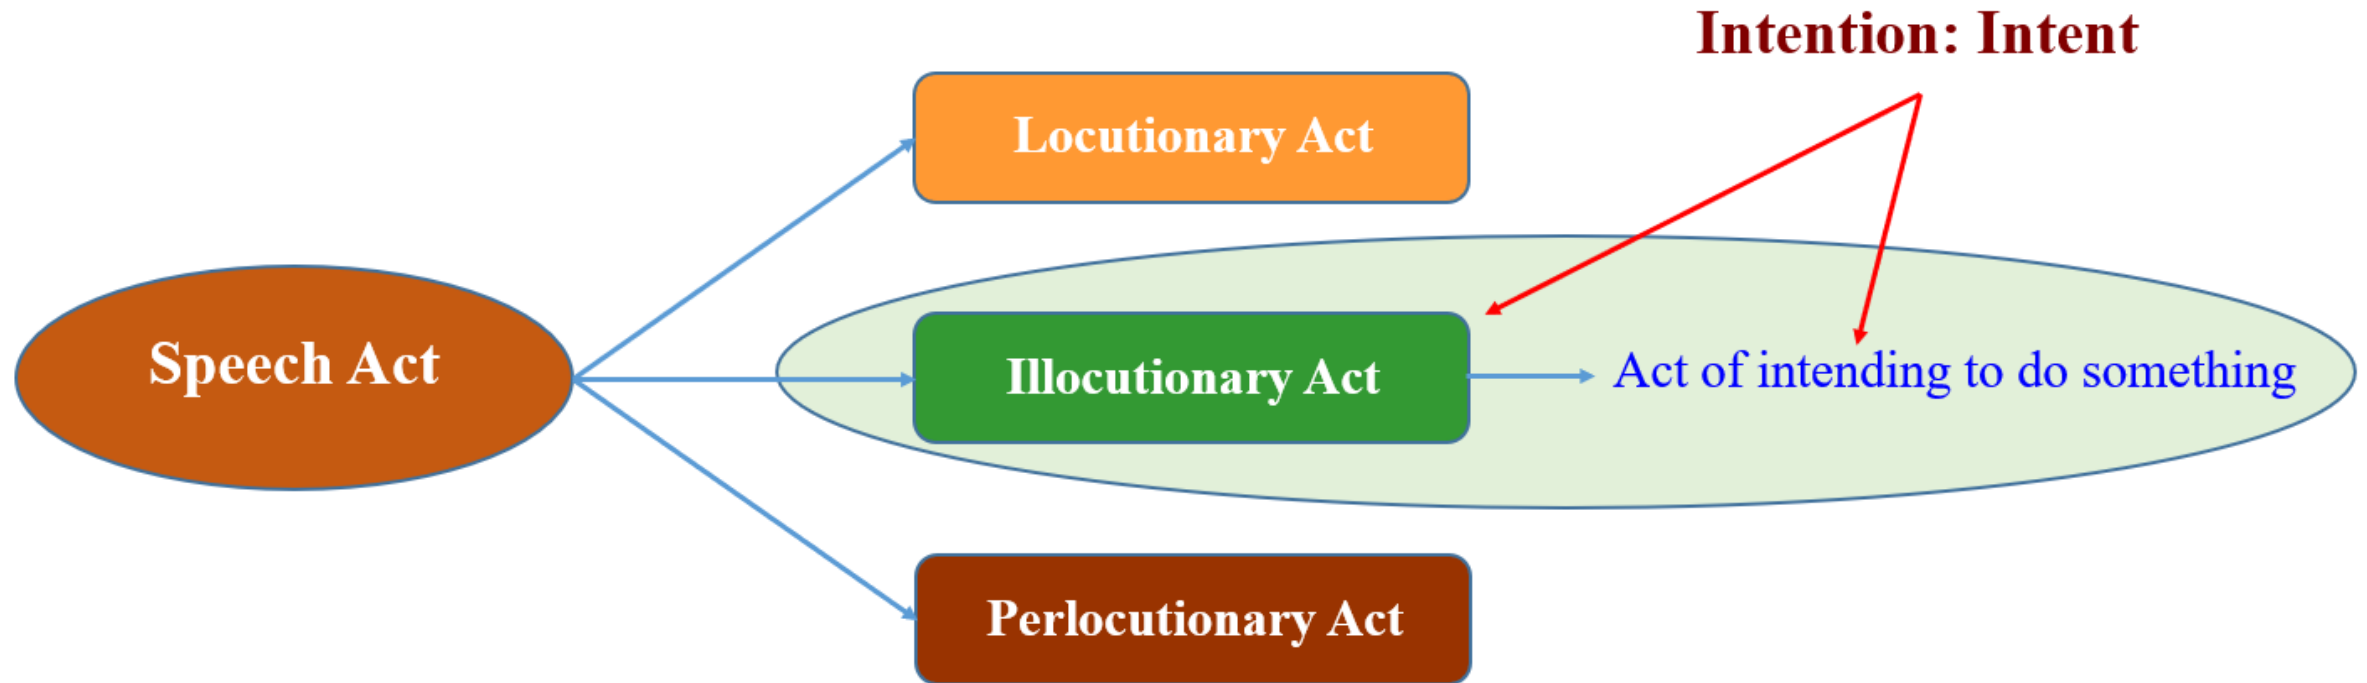 Intention: Intent
Locutionary Act
Speech Act
Illocutionary Act
Act of intending to do something
Perlocutionary Act